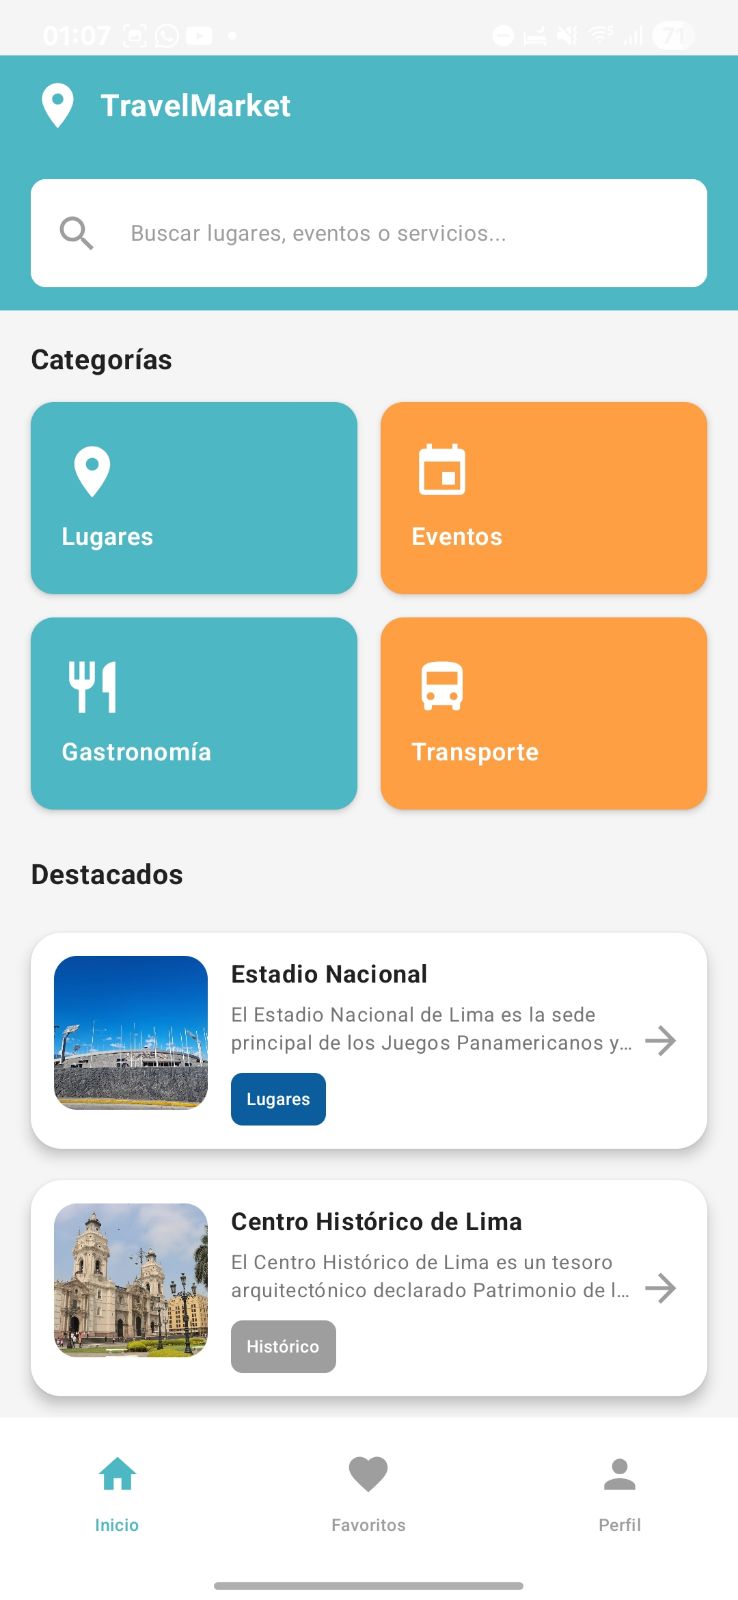 01:07
71
TravelMarket
Buscar lugares, eventos o servicios...
Categorías
Lugares
Eventos
Gastronomía
Transporte
Destacados
Estadio Nacional
El Estadio Nacional de Lima es la sede
principal de los Juegos Panamericanos y...
Lugares
Centro Histórico de Lima
El Centro Histórico de Lima es un tesoro
arquitectónico declarado Patrimonio de l...
Histórico
Inicio
Favoritos
Perfil